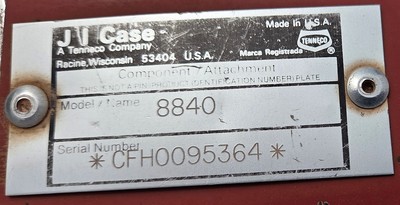 J I Case
Made In U.S.A.
A Tenneco Company
TENNECO
Racine, Wisconsin 53404 U.S.A.
Marca Registrada
Component / Attachment
THIS IS NOT A PIN (PRODUCT IDENTIFICATION NUMBER) PLATE
Model / Name 8840
Serial Number
*CFH0095364*